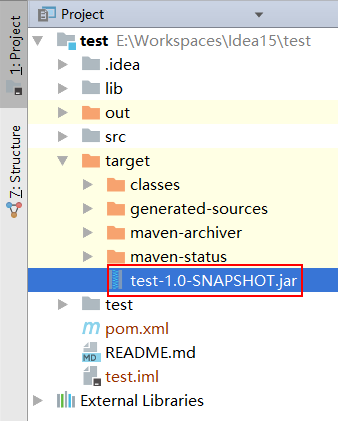 Project
1: Project
7: Structure
test E:\Workspaces\Idea15\test
.idea
lib
out
src
target
classes
generated-sources
maven-archiver
maven-status
test-1.0-SNAPSHOT.jar
test
pom.xml
README.md
test.iml
External Libraries